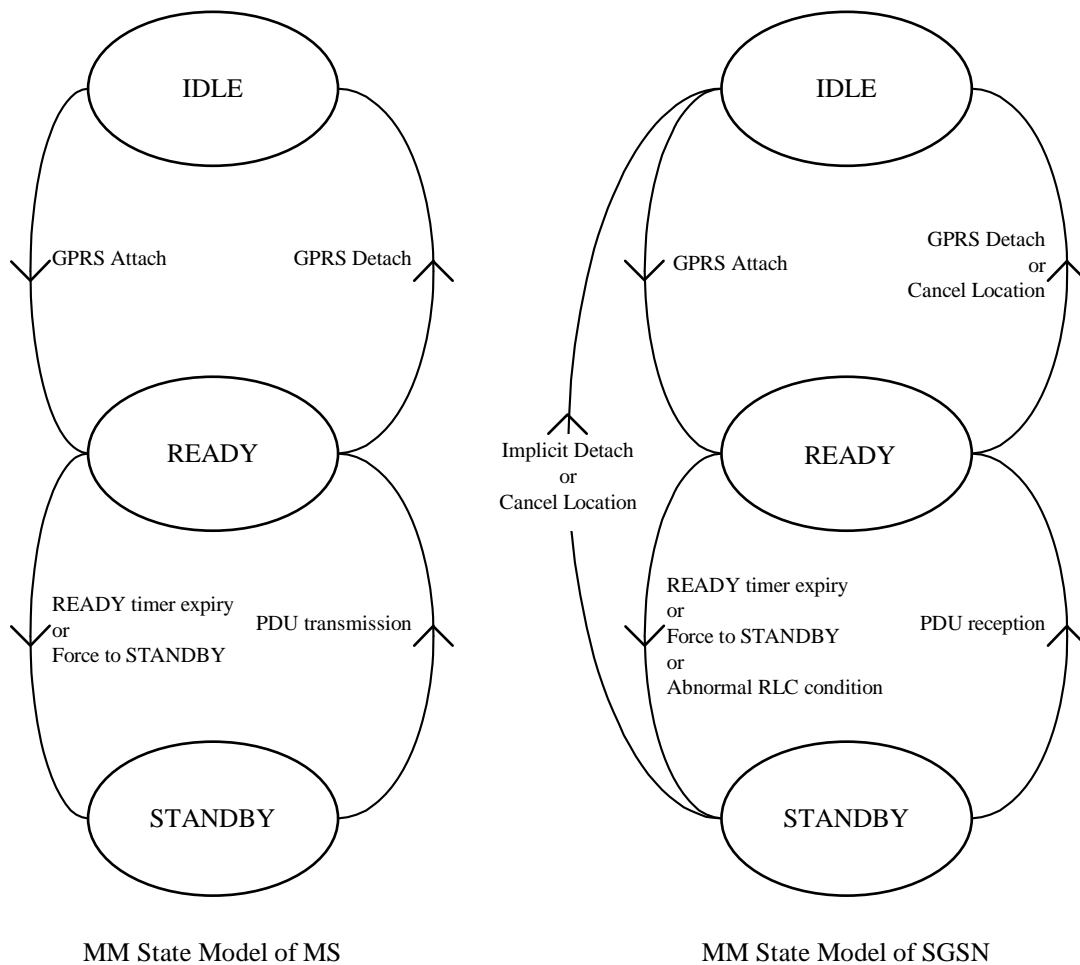 IDLE
GPRS Attach
GPRS Detach
READY
READY timer expiry
or
Force to STANDBY
PDU transmission
STANDBY
MM State Model of MS
IDLE
GPRS Attach
GPRS Detach
or
Cancel Location
Implicit Detach
or
Cancel Location
READY
READY timer expiry
or
Force to STANDBY
or
Abnormal RLC condition
PDU reception
STANDBY
MM State Model of SGSN